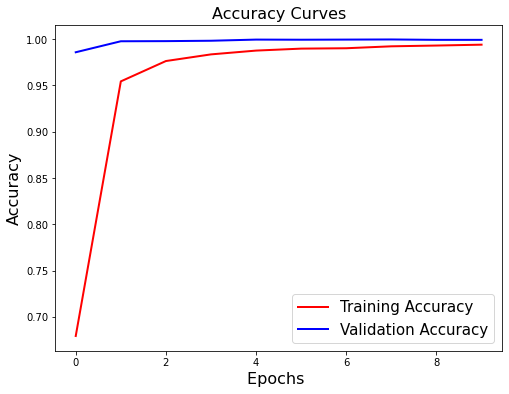 Accuracy Curves
1.00
0.95
0.90
0.85
0.80
0.75
0.70
Accuracy
Training Accuracy
Validation Accuracy
0 2 4 6 8
Epochs